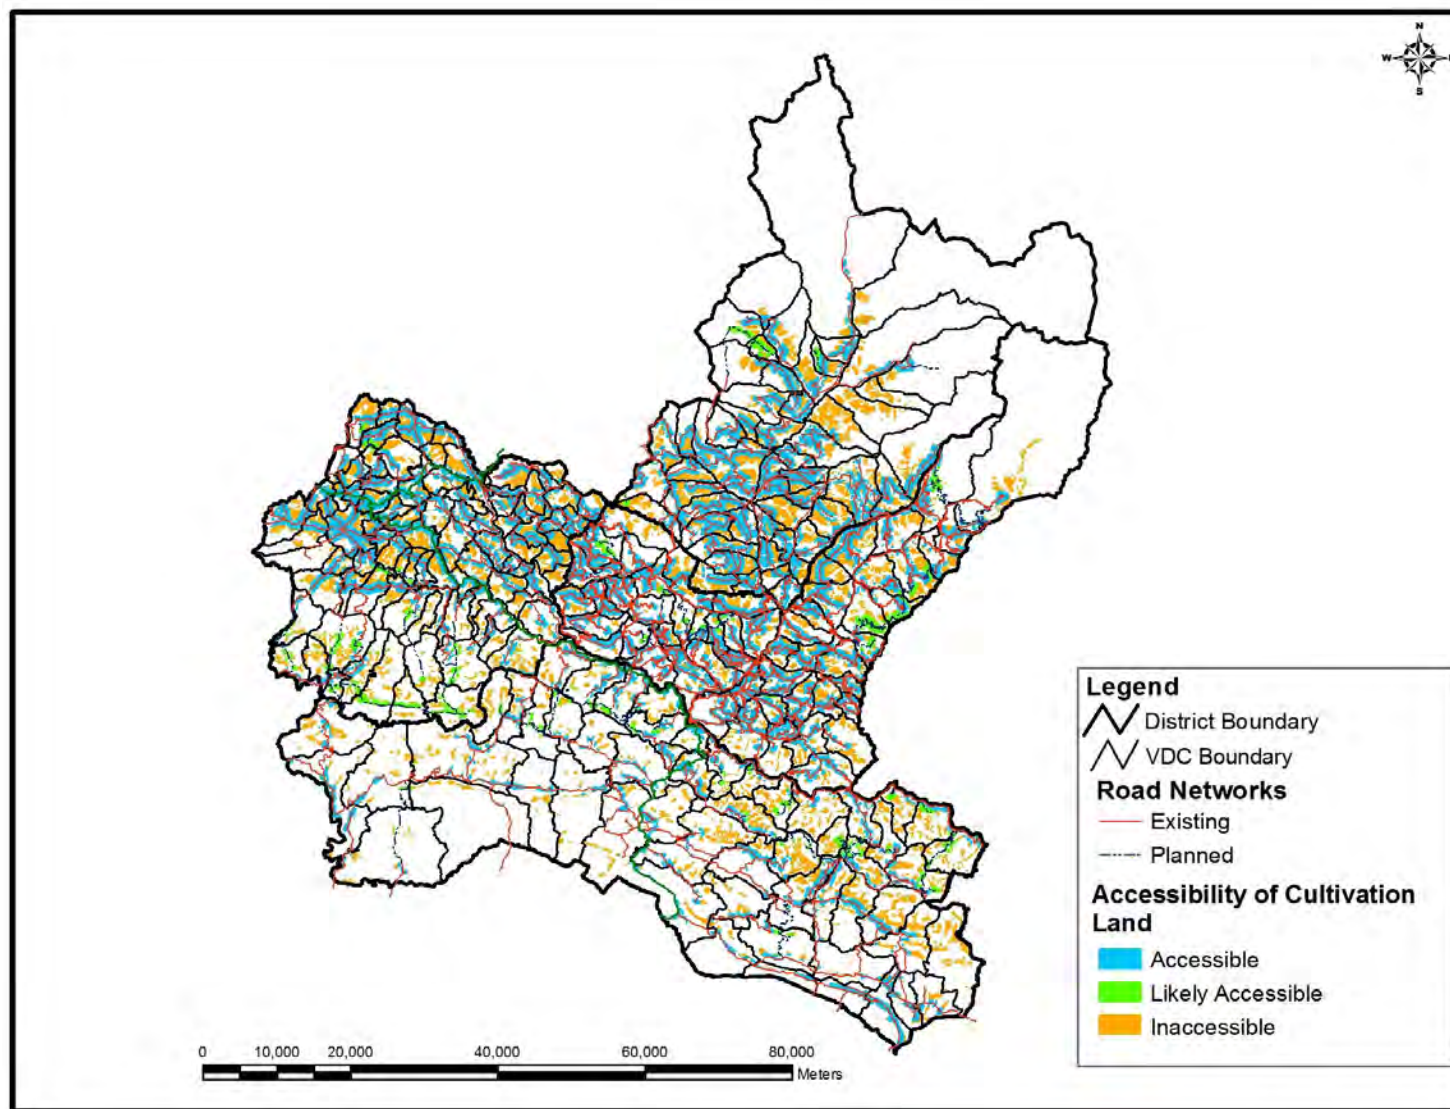 N
W
S
Legend
District Boundary
VDC Boundary
Road Networks
Existing
Planned
Accessibility of Cultivation
Land
Accessible
Likely Accessible
Inaccessible
0 10,000 20,000 40,000 60,000 80,000
Meters